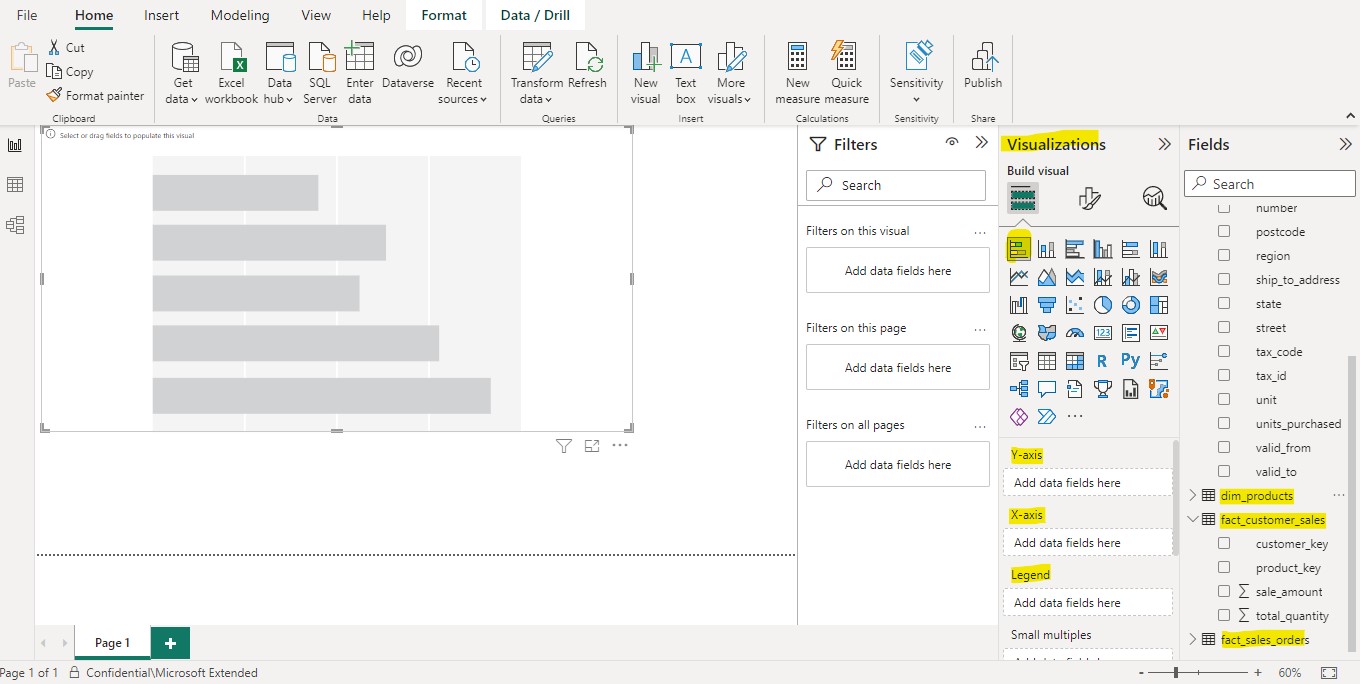 File Home Insert Modeling View Help Format Data / Drill
Paste
Cut
Copy
Format painter
Clipboard
Get data
Excel workbook
Data hub
SQL Server
Enter data
Dataverse
Recent sources
Data
Transform data
Refresh
Queries
New visual
Text box
More visuals
Insert
New measure
Quick measure
Calculations
Sensitivity
Sensitivity
Publish
Share
Select or drag fields to populate this visual
Filters
Search
Filters on this visual ...
Add data fields here
Filters on this page ...
Add data fields here
Filters on all pages ...
Add data fields here
Visualizations
Build visual
123
R
Py
...
Y-axis
Add data fields here
X-axis
Add data fields here
Legend
Add data fields here
Small multiples
Fields
Search
number
postcode
region
ship_to_address
state
street
tax_code
tax_id
unit
units_purchased
valid_from
valid_to
dim_products ...
fact_customer_sales
customer_key
product_key
∑ sale_amount
∑ total_quantity
fact_sales_orders
Page 1 +
Page 1 of 1 Confidential\Microsoft Extended - + 60%